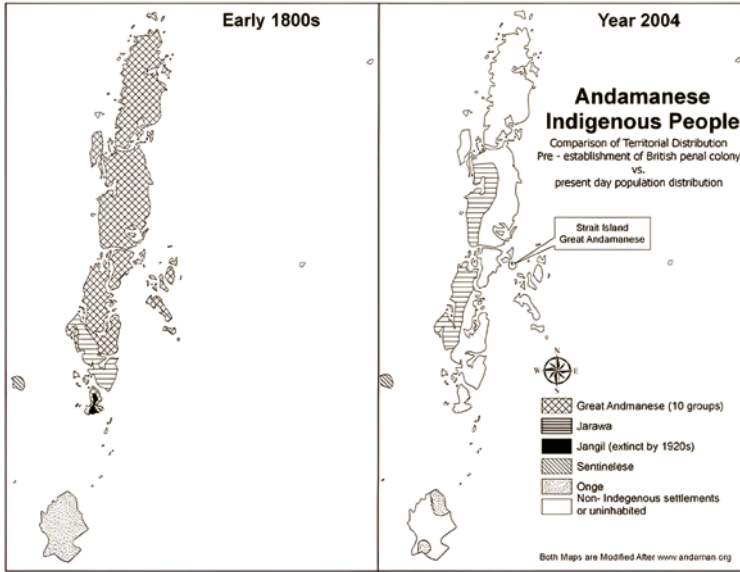 Early 1800s
Year 2004
Andamanese
Indigenous People
Comparison of Territorial Distribution
Pre - establishment of British penal colony
vs.
present day population distribution
Strait Island
Great Andamanese
N
W E
S
Great Andmanese (10 groups)
Jarawa
Jangil (extinct by 1920s)
Sentinelese
Onge
Non- Indegenous settlements
or uninhabited
Both Maps are Modified After www.andaman.org